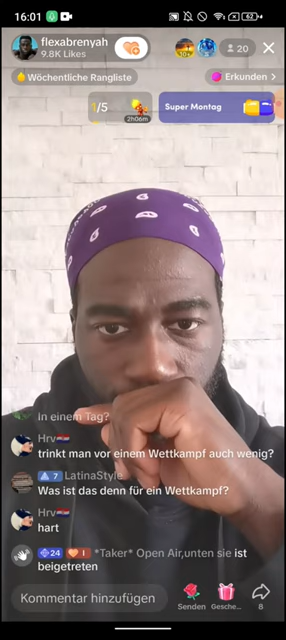 16:01
62
flexabrenyah
9.8K Likes
20
Wöchentliche Rangliste
Erkunden >
1/5
2h06m
Super Montag
In einem Tag?
Hrv
trinkt man vor einem Wettkampf auch wenig?
7 LatinaStyle
Was ist das denn für ein Wettkampf?
Hrv
hart
24 I *Taker* Open Air,unten sie ist
beigetreten
Kommentar hinzufügen
Senden
Gesche...
8